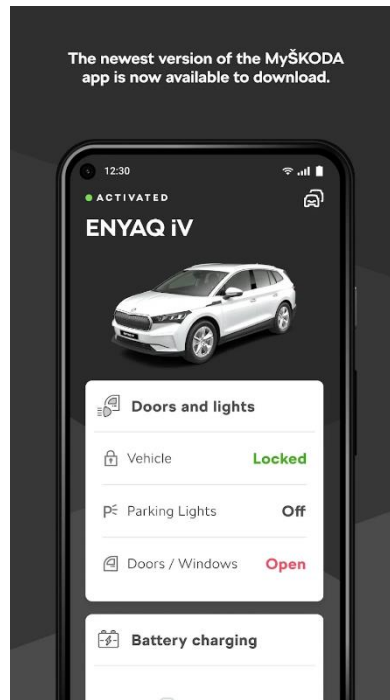 The newest version of the MyŠKODA
app is now available to download.
12:30
ACTIVATED
ENYAQ iV
Doors and lights
Vehicle Locked
Parking Lights Off
Doors / Windows Open
Battery charging